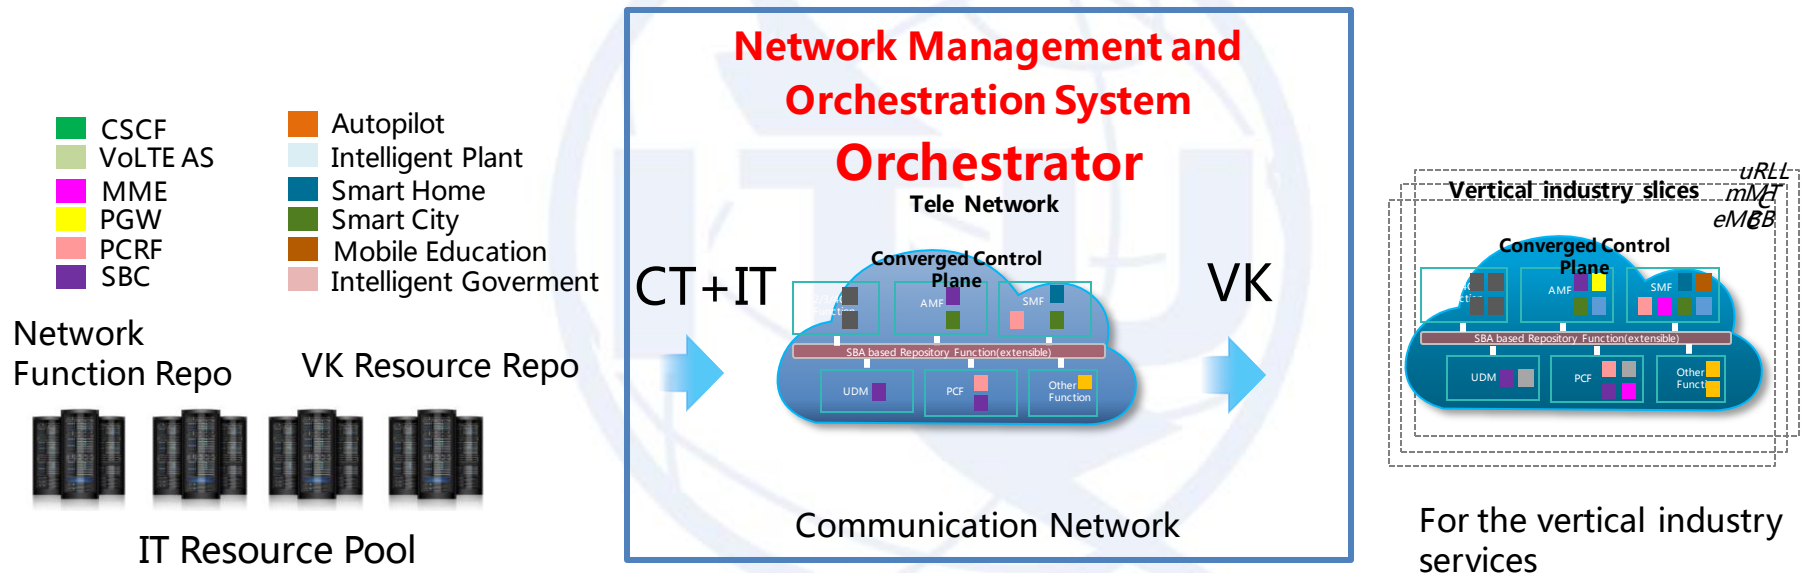 Network Management and
Orchestration System
Orchestrator
Tele Network
CSCF
VoLTE AS
MME
PGW
PCRF
SBC
Autopilot
Intelligent Plant
Smart Home
Smart City
Mobile Education
Intelligent Goverment
Network
Function Repo
VK Resource Repo
IT Resource Pool
CT+IT
Converged Control
Plane
AMF
SMF
SBA based Repository Function(extensible)
UDM
PCF
Other
Function
Communication Network
VK
uRLL
C
mMT
C
eMBB
Vertical industry slices
Converged Control
Plane
AMF
SMF
SBA based Repository Function(extensible)
UDM
PCF
Other
Function
For the vertical industry
services
ITU